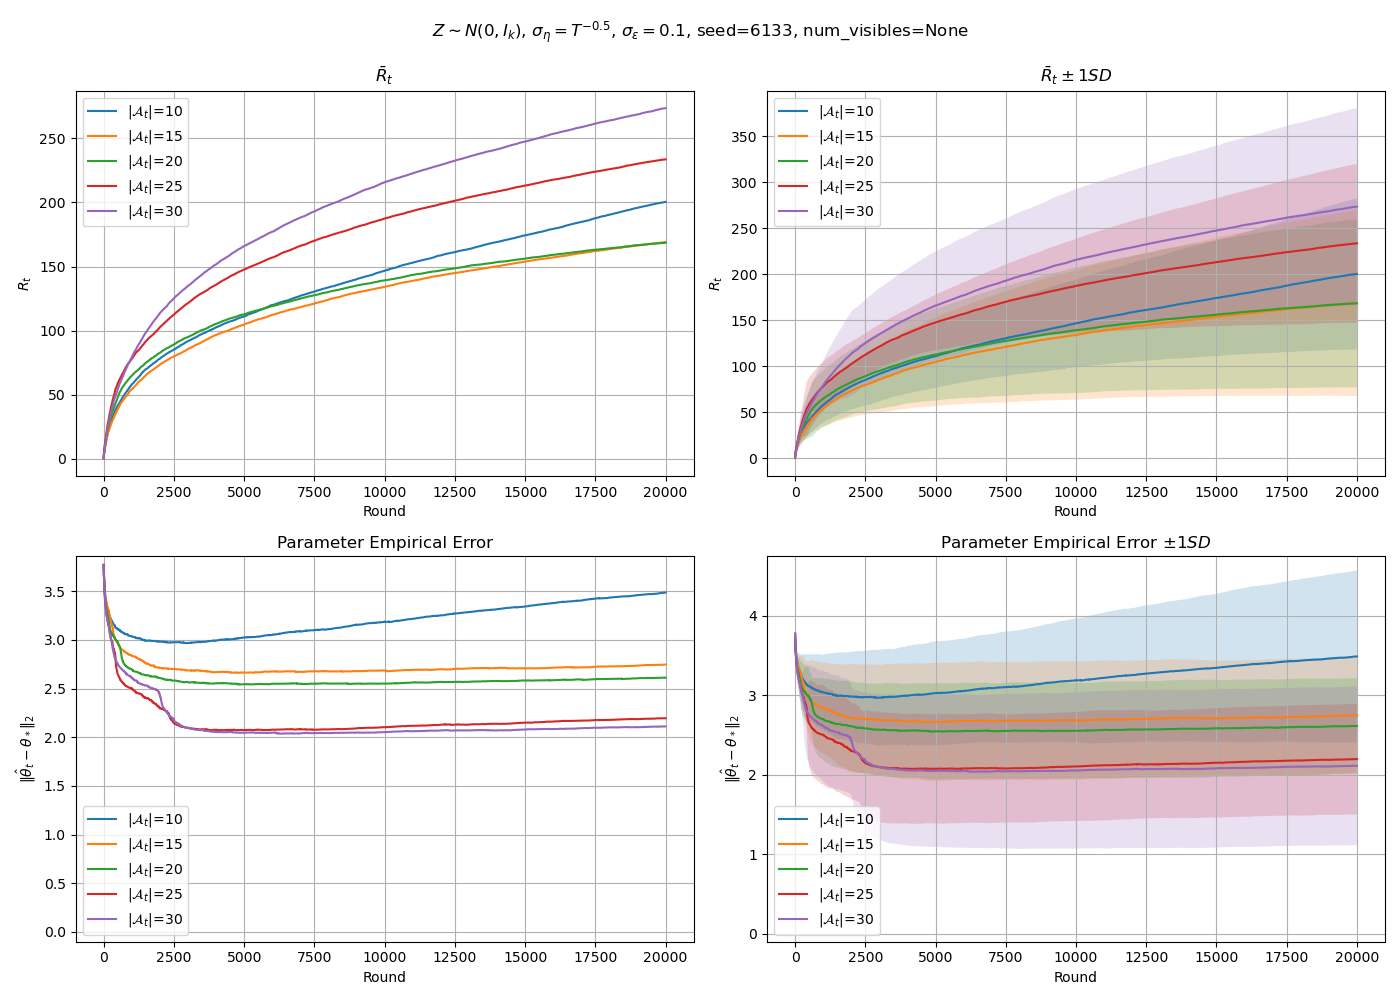 Z ~ N(0, I_k), σ_η = T^{−0.5}, σ_ε = 0.1, seed=6133, num_visibles=None
R̄_t
|𝒜_t|=10
|𝒜_t|=15
|𝒜_t|=20
|𝒜_t|=25
|𝒜_t|=30
250
200
150
100
50
0
R_t
0 2500 5000 7500 10000 12500 15000 17500 20000
Round
R̄_t ± 1SD
|𝒜_t|=10
|𝒜_t|=15
|𝒜_t|=20
|𝒜_t|=25
|𝒜_t|=30
350
300
250
200
150
100
50
0
R_t
0 2500 5000 7500 10000 12500 15000 17500 20000
Round
Parameter Empirical Error
3.5
3.0
2.5
2.0
1.5
1.0
0.5
0.0
‖θ̂_t − θ_*‖_2
|𝒜_t|=10
|𝒜_t|=15
|𝒜_t|=20
|𝒜_t|=25
|𝒜_t|=30
0 2500 5000 7500 10000 12500 15000 17500 20000
Round
Parameter Empirical Error ±1SD
4
3
2
1
0
‖θ̂_t − θ_*‖_2
|𝒜_t|=10
|𝒜_t|=15
|𝒜_t|=20
|𝒜_t|=25
|𝒜_t|=30
0 2500 5000 7500 10000 12500 15000 17500 20000
Round